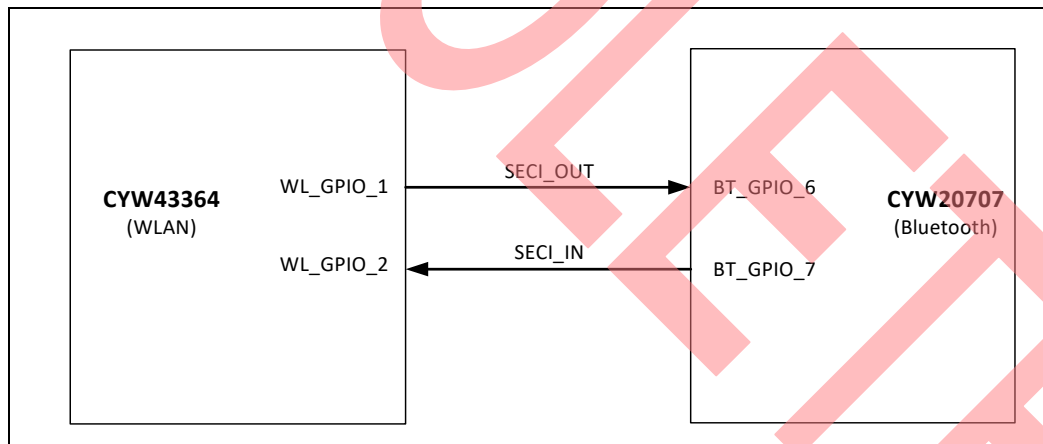 CYW43364
(WLAN)
WL_GPIO_1
WL_GPIO_2
SECI_OUT
SECI_IN
BT_GPIO_6
BT_GPIO_7
CYW20707
(Bluetooth)